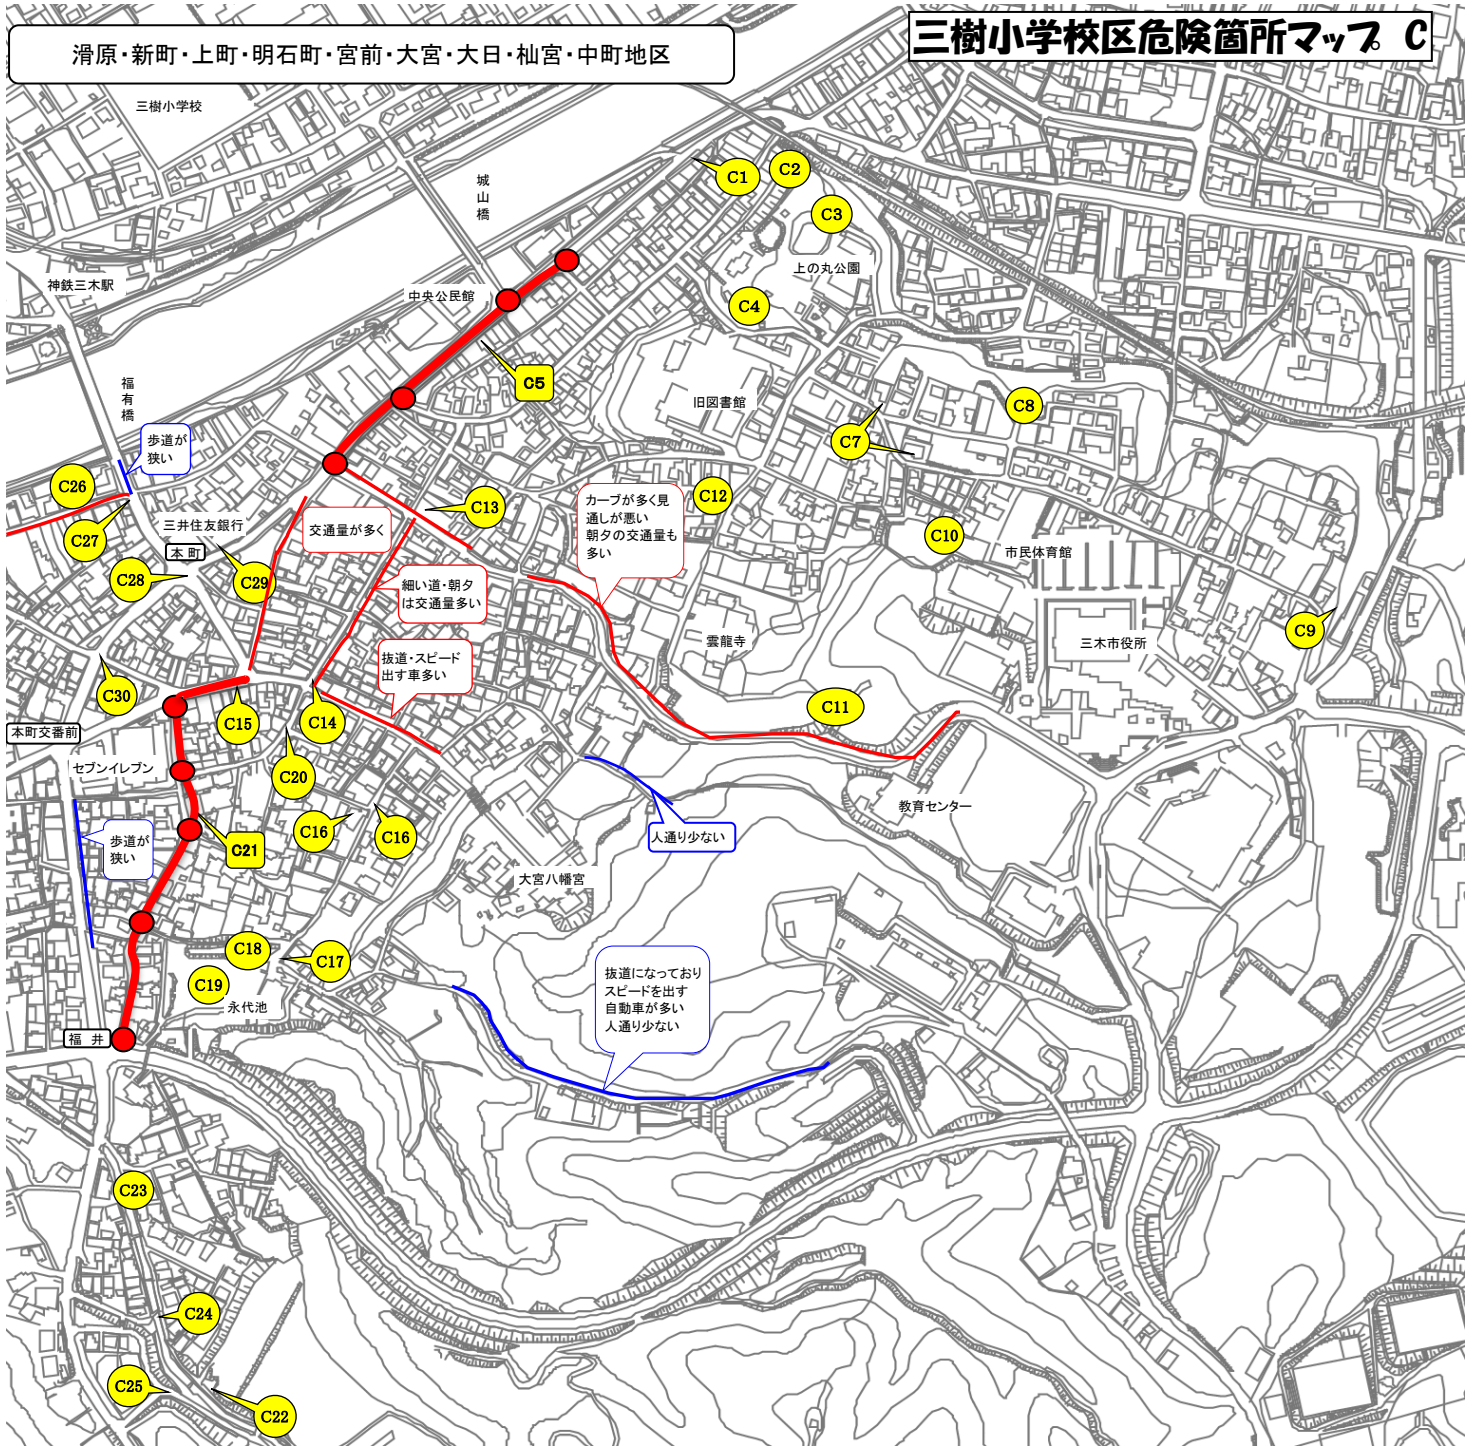 三樹小学校区危険箇所マップ C
滑原・新町・上町・明石町・宮前・大宮・大日・杣宮・中町地区
三樹小学校
城山橋
C1
C2
C3
上の丸公園
神鉄三木駅
中央公民館
C4
福有橋
C5
旧図書館
C8
歩道が
狭い
C7
C26
C12
カーブが多く見
通しが悪い
朝夕の交通量も
多い
C13
三井住友銀行
交通量が多く
C27
本町
C10
市民体育館
C28
C29
細い道・朝夕
は交通量多い
C9
雲龍寺
三木市役所
抜道・スピード
出す車多い
C30
C15
C14
C11
本町交番前
セブンイレブン
C20
教育センター
C16
C16
人通り少ない
歩道が
狭い
C21
大宮八幡宮
C18
C17
C19
永代池
抜道になっており
スピードを出す
自動車が多い
人通り少ない
福 井
C23
C24
C25
C22